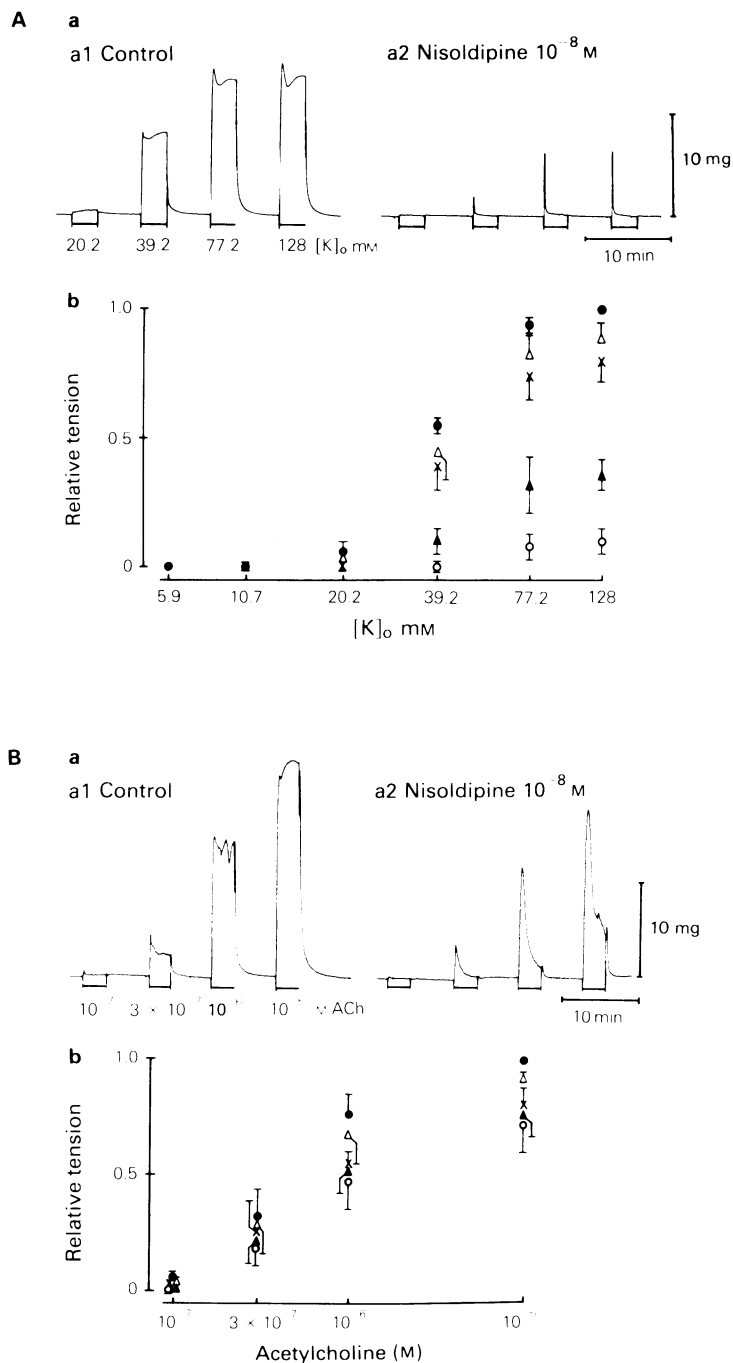 A a
a1 Control a2 Nisoldipine 10⁻⁸ M
10 mg
20.2 39.2 77.2 128 [K]ₒ mM
10 min
b
1.0
0.5
0
Relative tension
5.9 10.7 20.2 39.2 77.2 128
[K]ₒ mM
B a
a1 Control a2 Nisoldipine 10⁻⁸ M
10 mg
10 3 × 10 10 10 M ACh
10 min
b
1.0
0.5
0
Relative tension
10⁻⁷ 3 × 10⁻⁷ 10⁻⁶ 10
Acetylcholine (M)